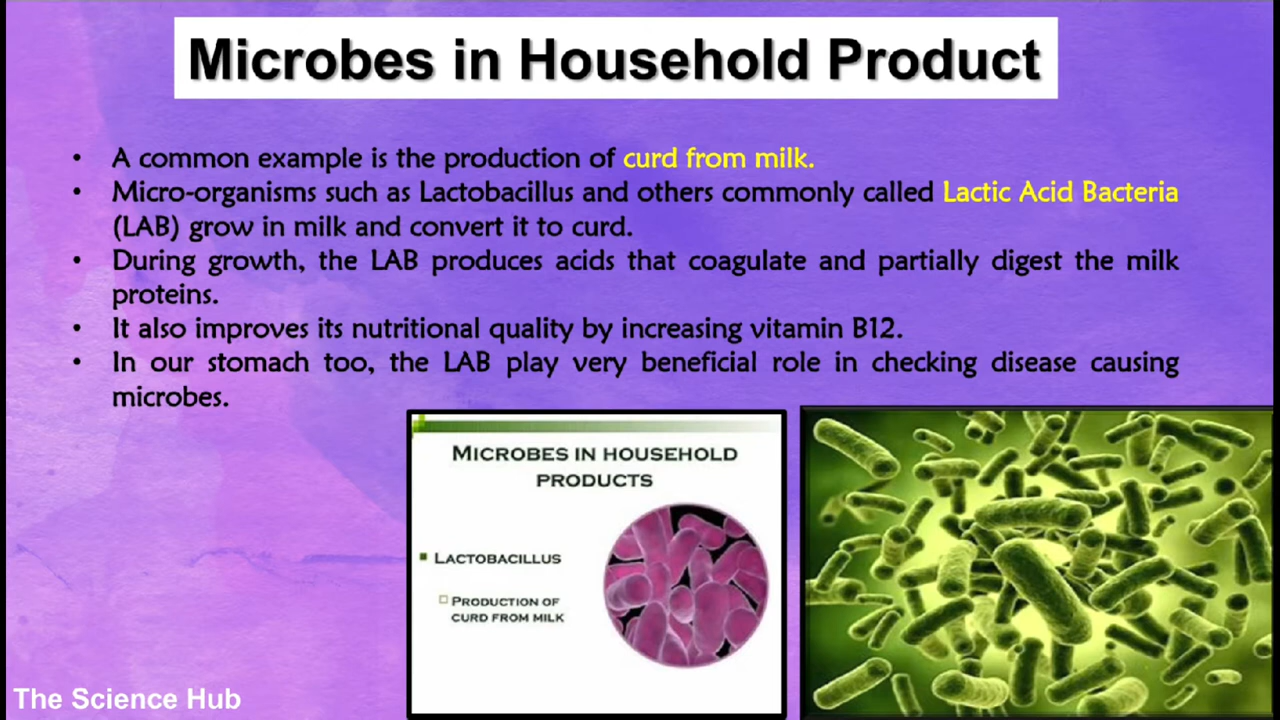 Microbes in Household Product
• A common example is the production of curd from milk.
• Micro-organisms such as Lactobacillus and others commonly called Lactic Acid Bacteria
(LAB) grow in milk and convert it to curd.
• During growth, the LAB produces acids that coagulate and partially digest the milk
proteins.
• It also improves its nutritional quality by increasing vitamin B12.
• In our stomach too, the LAB play very beneficial role in checking disease causing
microbes.
MICROBES IN HOUSEHOLD
PRODUCTS
LACTOBACILLUS
PRODUCTION OF
CURD FROM MILK
The Science Hub